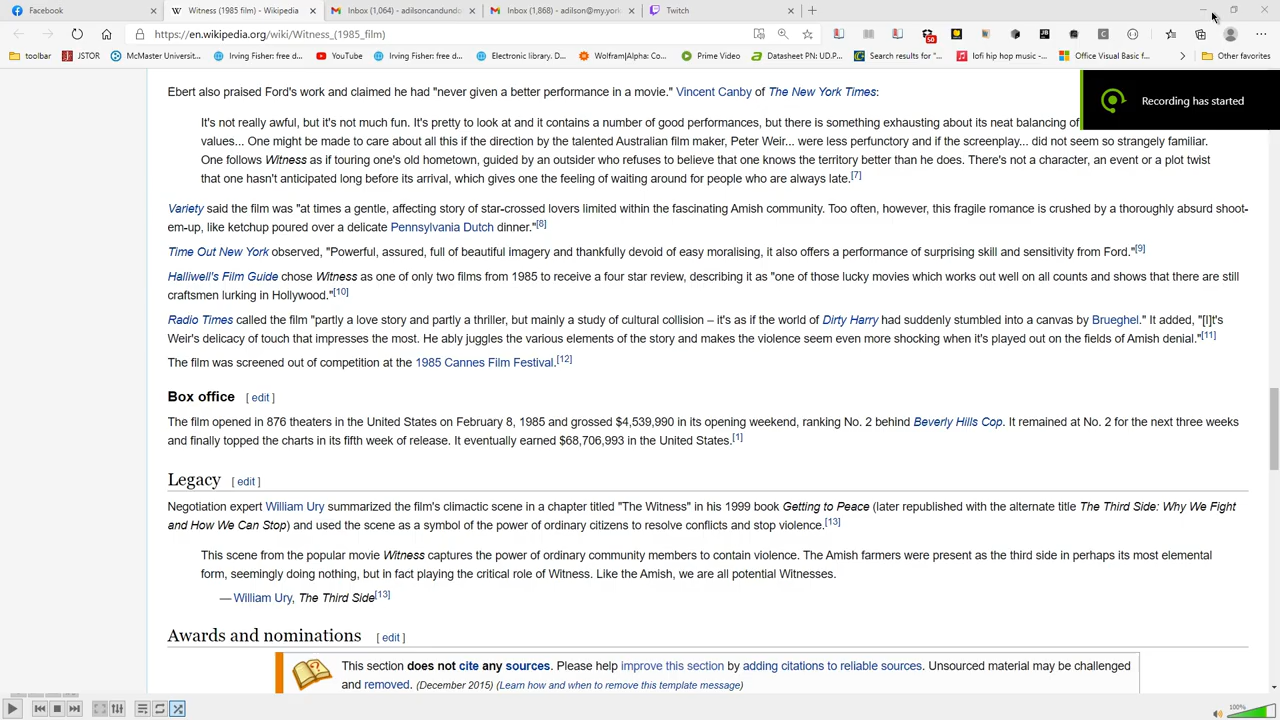 Facebook
Witness (1985 film) - Wikipedia
Inbox (1,064) - adilsoncandund
Inbox (1,868) - adilson@my.york
Twitch
https://en.wikipedia.org/wiki/Witness_(1985_film)
toolbar
JSTOR
McMaster Universit...
Irving Fisher: free d...
YouTube
Irving Fisher: free d...
Electronic library. D...
Wolfram|Alpha: Co...
Prime Video
Datasheet PN: UD.P...
Search results for "...
lofi hip hop music -...
Office Visual Basic f...
Other favorites
50
Recording has started
Ebert also praised Ford's work and claimed he had "never given a better performance in a movie." Vincent Canby of The New York Times:
It's not really awful, but it's not much fun. It's pretty to look at and it contains a number of good performances, but there is something exhausting about its neat balancing of
values... One might be made to care about all this if the direction by the talented Australian film maker, Peter Weir... were less perfunctory and if the screenplay... did not seem so strangely familiar.
One follows Witness as if touring one's old hometown, guided by an outsider who refuses to believe that one knows the territory better than he does. There's not a character, an event or a plot twist
that one hasn't anticipated long before its arrival, which gives one the feeling of waiting around for people who are always late.[7]
Variety said the film was "at times a gentle, affecting story of star-crossed lovers limited within the fascinating Amish community. Too often, however, this fragile romance is crushed by a thoroughly absurd shoot-
em-up, like ketchup poured over a delicate Pennsylvania Dutch dinner."[8]
Time Out New York observed, "Powerful, assured, full of beautiful imagery and thankfully devoid of easy moralising, it also offers a performance of surprising skill and sensitivity from Ford."[9]
Halliwell's Film Guide chose Witness as one of only two films from 1985 to receive a four star review, describing it as "one of those lucky movies which works out well on all counts and shows that there are still
craftsmen lurking in Hollywood."[10]
Radio Times called the film "partly a love story and partly a thriller, but mainly a study of cultural collision – it's as if the world of Dirty Harry had suddenly stumbled into a canvas by Brueghel." It added, "[I]t's
Weir's delicacy of touch that impresses the most. He ably juggles the various elements of the story and makes the violence seem even more shocking when it's played out on the fields of Amish denial."[11]
The film was screened out of competition at the 1985 Cannes Film Festival.[12]
Box office [ edit ]
The film opened in 876 theaters in the United States on February 8, 1985 and grossed $4,539,990 in its opening weekend, ranking No. 2 behind Beverly Hills Cop. It remained at No. 2 for the next three weeks
and finally topped the charts in its fifth week of release. It eventually earned $68,706,993 in the United States.[1]
Legacy [ edit ]
Negotiation expert William Ury summarized the film's climactic scene in a chapter titled "The Witness" in his 1999 book Getting to Peace (later republished with the alternate title The Third Side: Why We Fight
and How We Can Stop) and used the scene as a symbol of the power of ordinary citizens to resolve conflicts and stop violence.[13]
This scene from the popular movie Witness captures the power of ordinary community members to contain violence. The Amish farmers were present as the third side in perhaps its most elemental
form, seemingly doing nothing, but in fact playing the critical role of Witness. Like the Amish, we are all potential Witnesses.
— William Ury, The Third Side[13]
Awards and nominations [ edit ]
This section does not cite any sources. Please help improve this section by adding citations to reliable sources. Unsourced material may be challenged
and removed. (December 2015) (Learn how and when to remove this template message)
100%